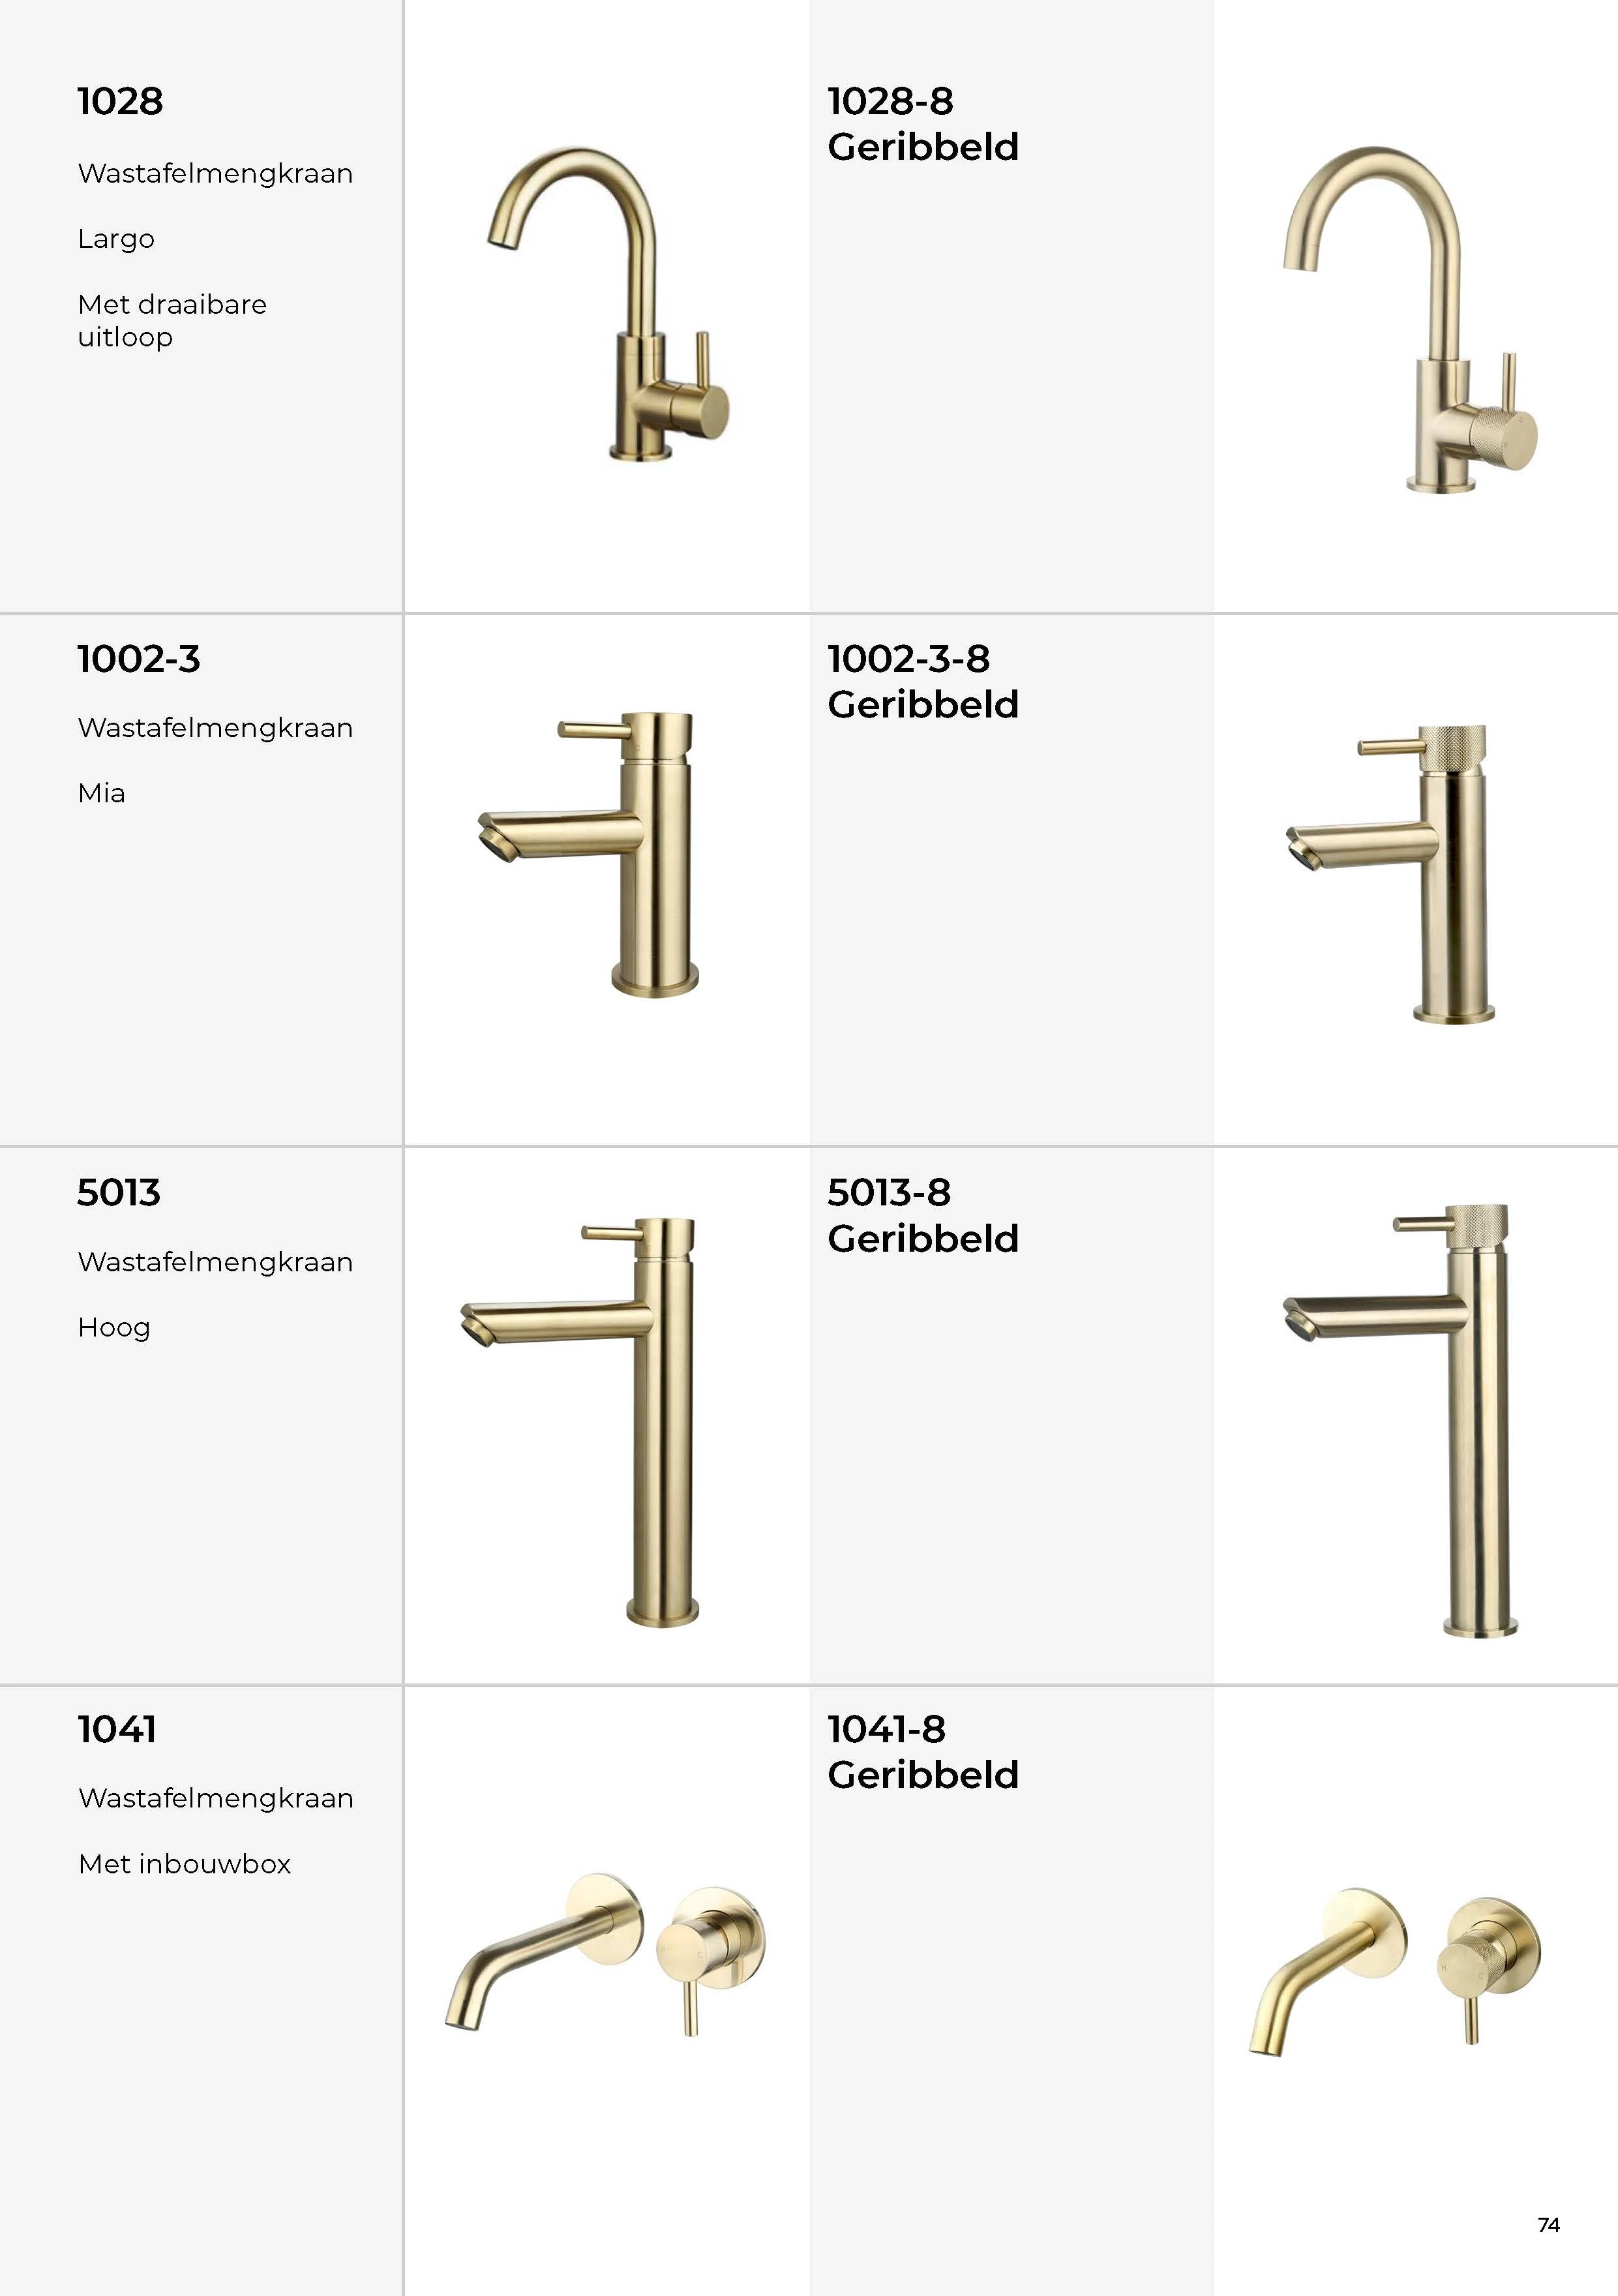 1028
Wastafelmengkraan
Largo
Met draaibare
uitloop
1028-8
Geribbeld
1002-3
Wastafelmengkraan
Mia
1002-3-8
Geribbeld
5013
Wastafelmengkraan
Hoog
5013-8
Geribbeld
1041
Wastafelmengkraan
Met inbouwbox
1041-8
Geribbeld
74